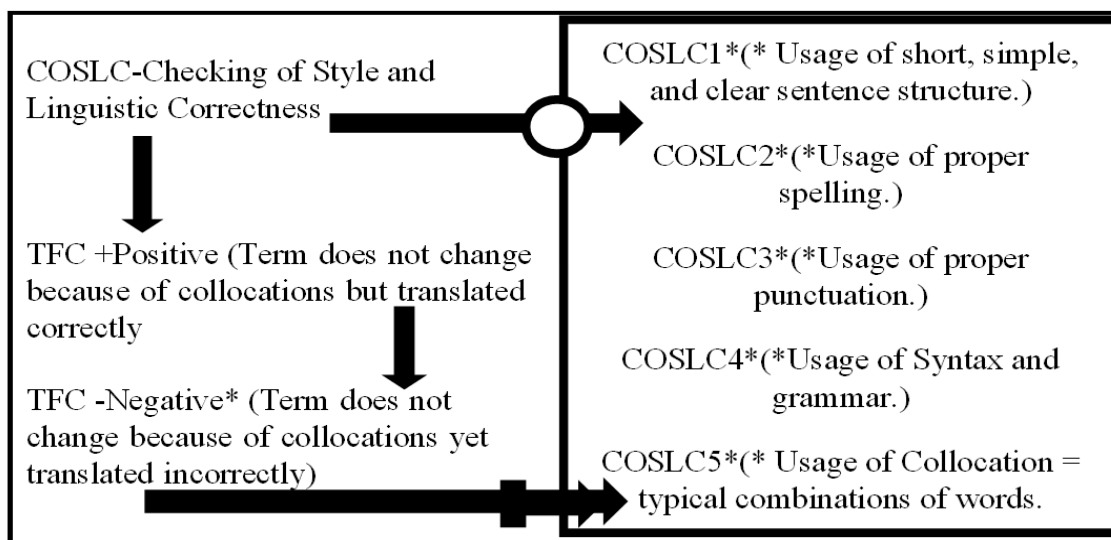 COSLC-Checking of Style and
Linguistic Correctness
TFC +Positive (Term does not change
because of collocations but translated
correctly
TFC -Negative* (Term does not
change because of collocations yet
translated incorrectly)
COSLC1*(* Usage of short, simple,
and clear sentence structure.)
COSLC2*(*Usage of proper
spelling.)
COSLC3*(*Usage of proper
punctuation.)
COSLC4*(*Usage of Syntax and
grammar.)
COSLC5*(* Usage of Collocation =
typical combinations of words.